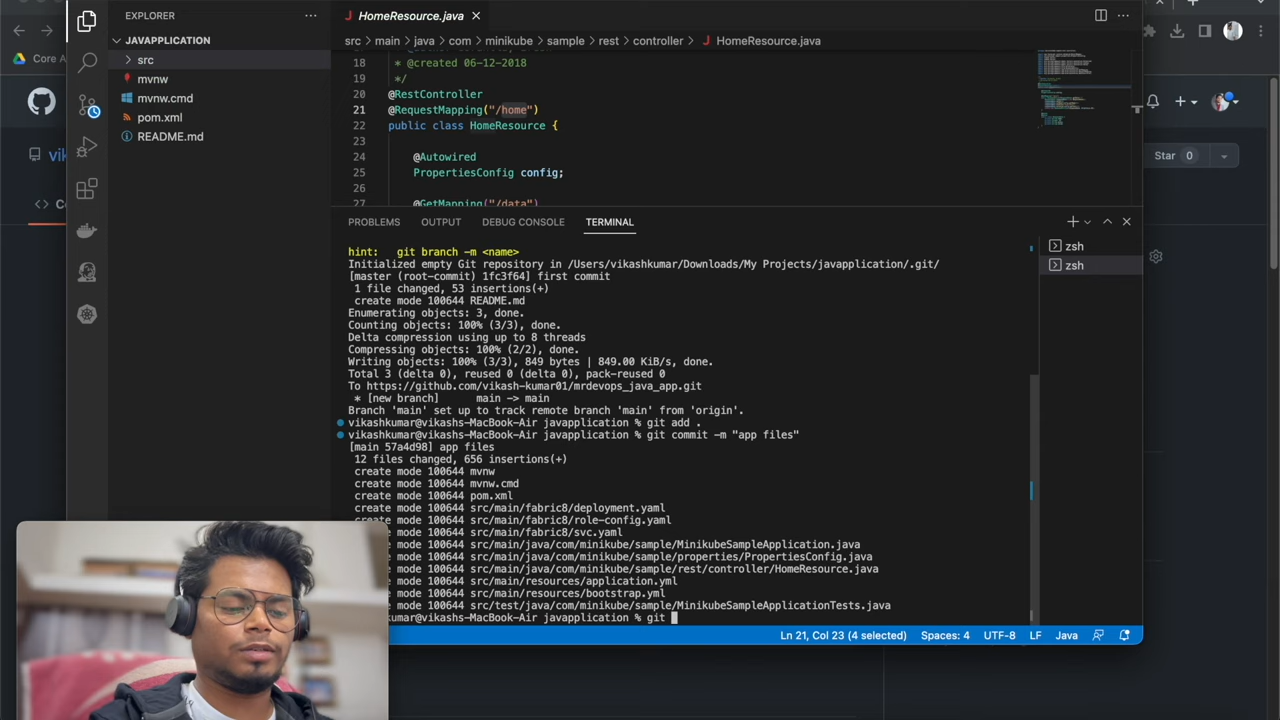 EXPLORER
JAVAPPLICATION
src
mvnw
mvnw.cmd
pom.xml
README.md
Core A
vik
Star 0
HomeResource.java
src > main > java > com > minikube > sample > rest > controller > HomeResource.java
18
19
20
21
22
23
24
25
26
27
* @created 06-12-2018
*/
@RestController
@RequestMapping("/home")
public class HomeResource {
@Autowired
PropertiesConfig config;
@GetMapping("/data")
PROBLEMS OUTPUT DEBUG CONSOLE TERMINAL
zsh
zsh
hint: git branch -m <name>
Initialized empty Git repository in /Users/vikashkumar/Downloads/My Projects/javapplication/.git/
[master (root-commit) 1fc3f64] first commit
1 file changed, 53 insertions(+)
create mode 100644 README.md
Enumerating objects: 3, done.
Counting objects: 100% (3/3), done.
Delta compression using up to 8 threads
Compressing objects: 100% (2/2), done.
Writing objects: 100% (3/3), 849 bytes | 849.00 KiB/s, done.
Total 3 (delta 0), reused 0 (delta 0), pack-reused 0
To https://github.com/vikash-kumar01/mrdevops_java_app.git
* [new branch] main -> main
Branch 'main' set up to track remote branch 'main' from 'origin'.
vikashkumar@vikashs-MacBook-Air javapplication % git add .
vikashkumar@vikashs-MacBook-Air javapplication % git commit -m "app files"
[main 57a4d98] app files
12 files changed, 656 insertions(+)
create mode 100644 mvnw
create mode 100644 mvnw.cmd
create mode 100644 pom.xml
create mode 100644 src/main/fabric8/deployment.yaml
create mode 100644 src/main/fabric8/role-config.yaml
create mode 100644 src/main/fabric8/svc.yaml
create mode 100644 src/main/java/com/minikube/sample/MinikubeSampleApplication.java
create mode 100644 src/main/java/com/minikube/sample/properties/PropertiesConfig.java
create mode 100644 src/main/java/com/minikube/sample/rest/controller/HomeResource.java
create mode 100644 src/main/resources/application.yml
create mode 100644 src/main/resources/bootstrap.yml
create mode 100644 src/test/java/com/minikube/sample/MinikubeSampleApplicationTests.java
kumar@vikashs-MacBook-Air javapplication % git
Ln 21, Col 23 (4 selected) Spaces: 4 UTF-8 LF Java